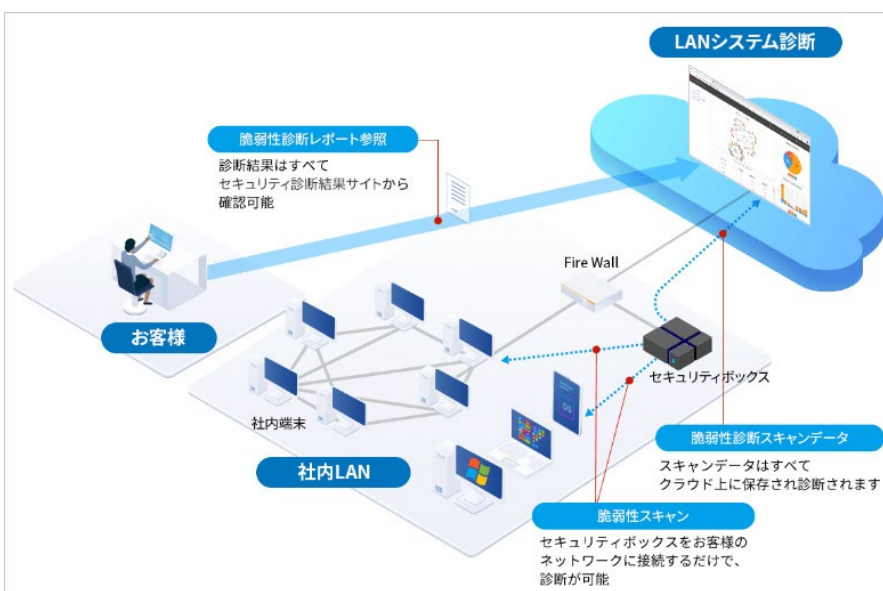 LANシステム診断
脆弱性診断レポート参照
診断結果はすべて
セキュリティ診断結果サイトから
確認可能
Fire Wall
お客様
セキュリティボックス
社内端末
OS
脆弱性診断スキャンデータ
社内LAN
スキャンデータはすべて
クラウド上に保存され診断されます
脆弱性スキャン
セキュリティボックスをお客様の
ネットワークに接続するだけで、
診断が可能